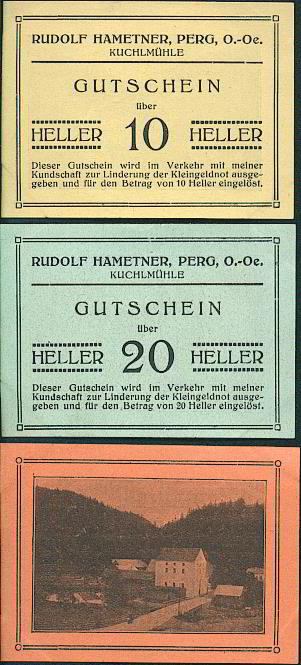 RUDOLF HAMETNER, PERG, O.-Oe.
KUCHLMÜHLE
GUTSCHEIN
über
HELLER 10 HELLER
Dieser Gutschein wird im Verkehr mit meiner
Kundschaft zur Linderung der Kleingeldnot ausge-
geben und für den Betrag von 10 Heller eingelöst.
RUDOLF HAMETNER, PERG, O.-Oe.
KUCHLMÜHLE
GUTSCHEIN
über
HELLER 20 HELLER
Dieser Gutschein wird im Verkehr mit meiner
Kundschaft zur Linderung der Kleingeldnot ausge-
geben und für den Betrag von 20 Heller eingelöst.